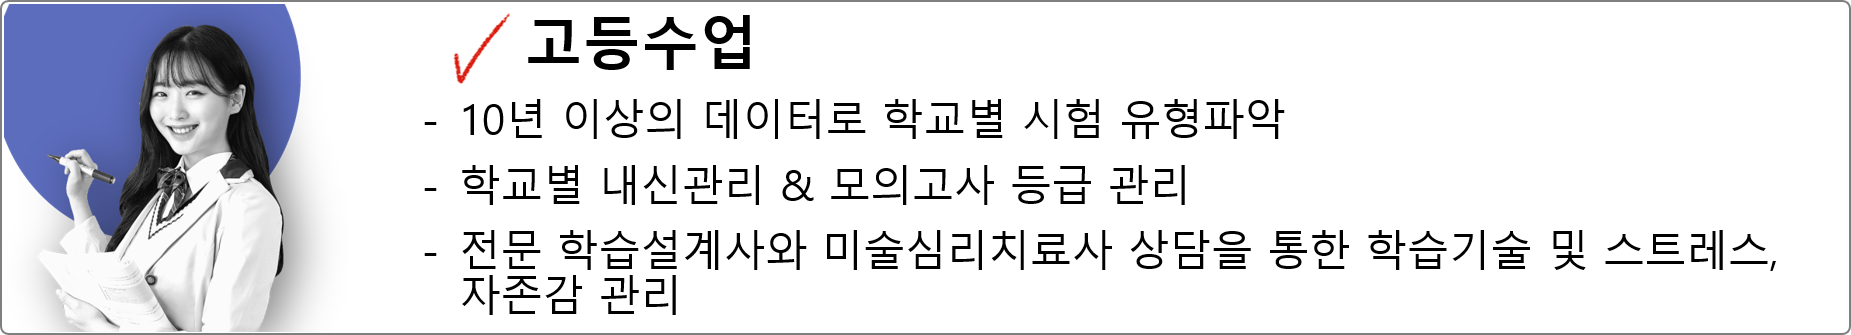 고등수업
- 10년 이상의 데이터로 학교별 시험 유형파악
- 학교별 내신관리 & 모의고사 등급 관리
- 전문 학습설계사와 미술심리치료사 상담을 통한 학습기술 및 스트레스,
자존감 관리